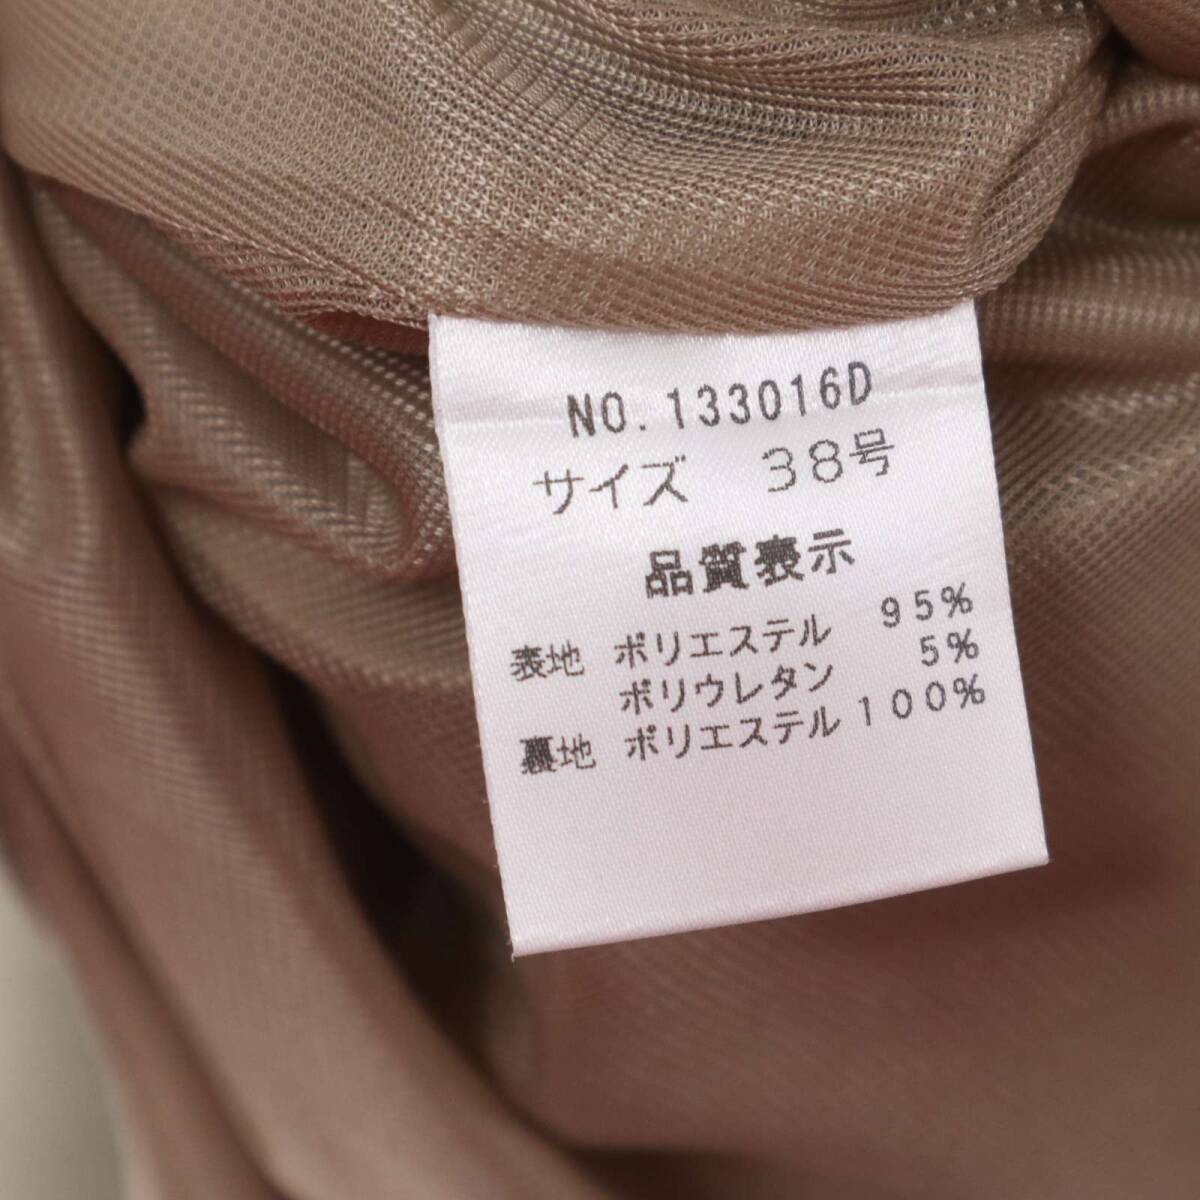 NO.133016D
サイズ 38号
品質表示
表地 ポリエステル 95%
ポリウレタン 5%
裏地 ポリエステル 100%